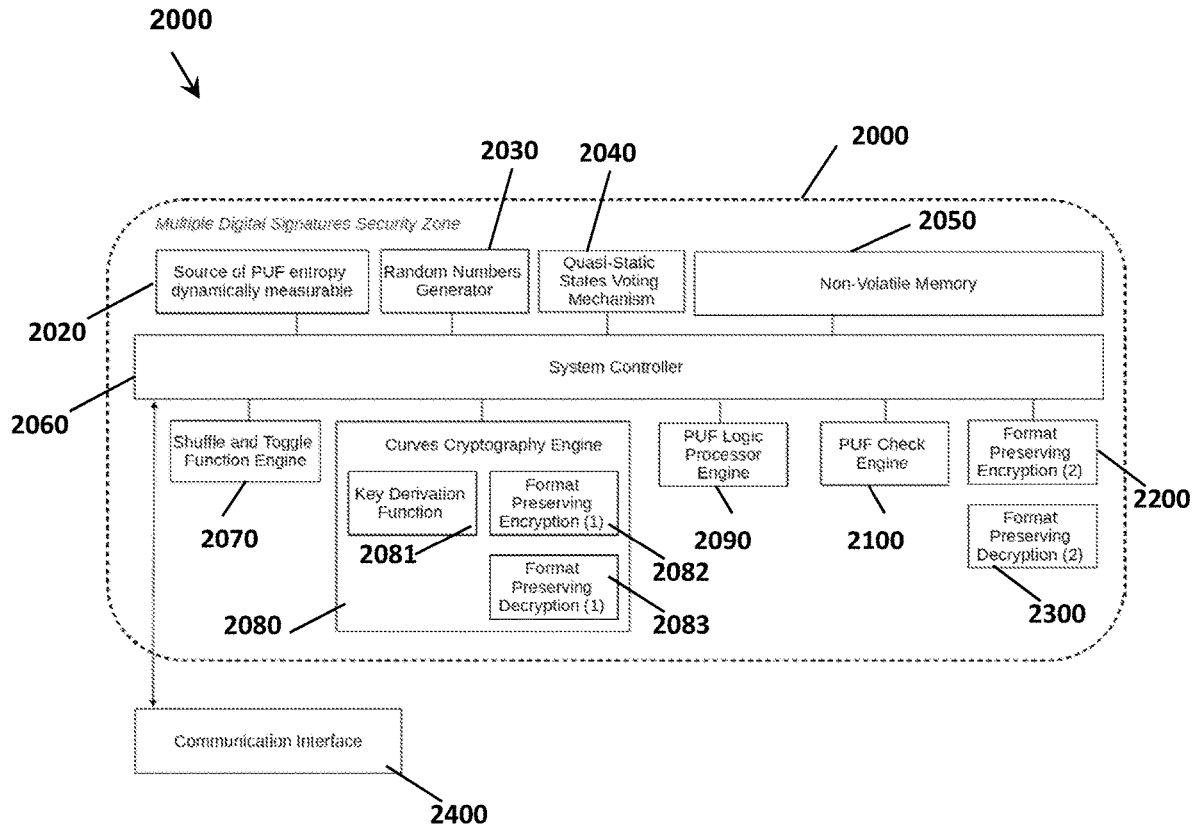 2000
2000
2030
2040
2050
Multiple Digital Signatures Security Zone
Source of PUF entropy
dynamically measurable
Random Numbers
Generator
Quasi-Static
States Voting
Mechanism
Non-Volatile Memory
2020
System Controller
2060
Shuffle and Toggle
Function Engine
2070
Curves Cryptography Engine
Key Derivation
Function
2081
Format
Preserving
Encryption (1)
2082
Format
Preserving
Decryption (1)
2083
2080
PUF Logic
Processor
Engine
2090
PUF Check
Engine
2100
Format
Preserving
Encryption (2)
2200
Format
Preserving
Decryption (2)
2300
Communication Interface
2400